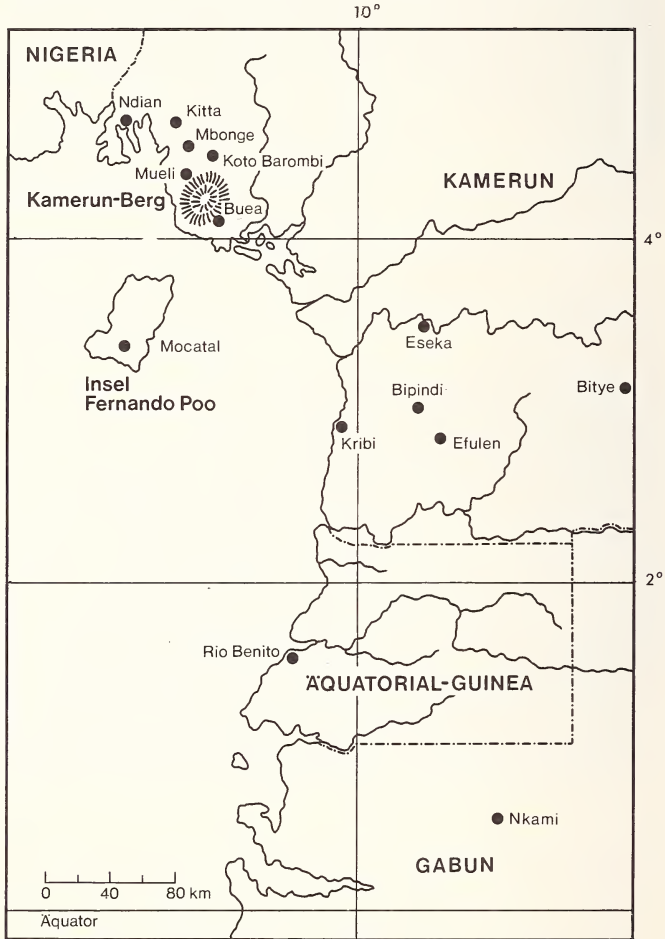 10°
NIGERIA
Ndian
Kitta
Mbonge
Koto Barombi
Mueli
KAMERUN
Kamerun-Berg
Buea
4°
Eseka
Mocatal
Insel
Fernando Poo
Bipindi
Bitye
Kribi
Efulen
2°
Rio Benito
ÄQUATORIAL-GUINEA
Nkami
GABUN
0 40 80 km
Äquator